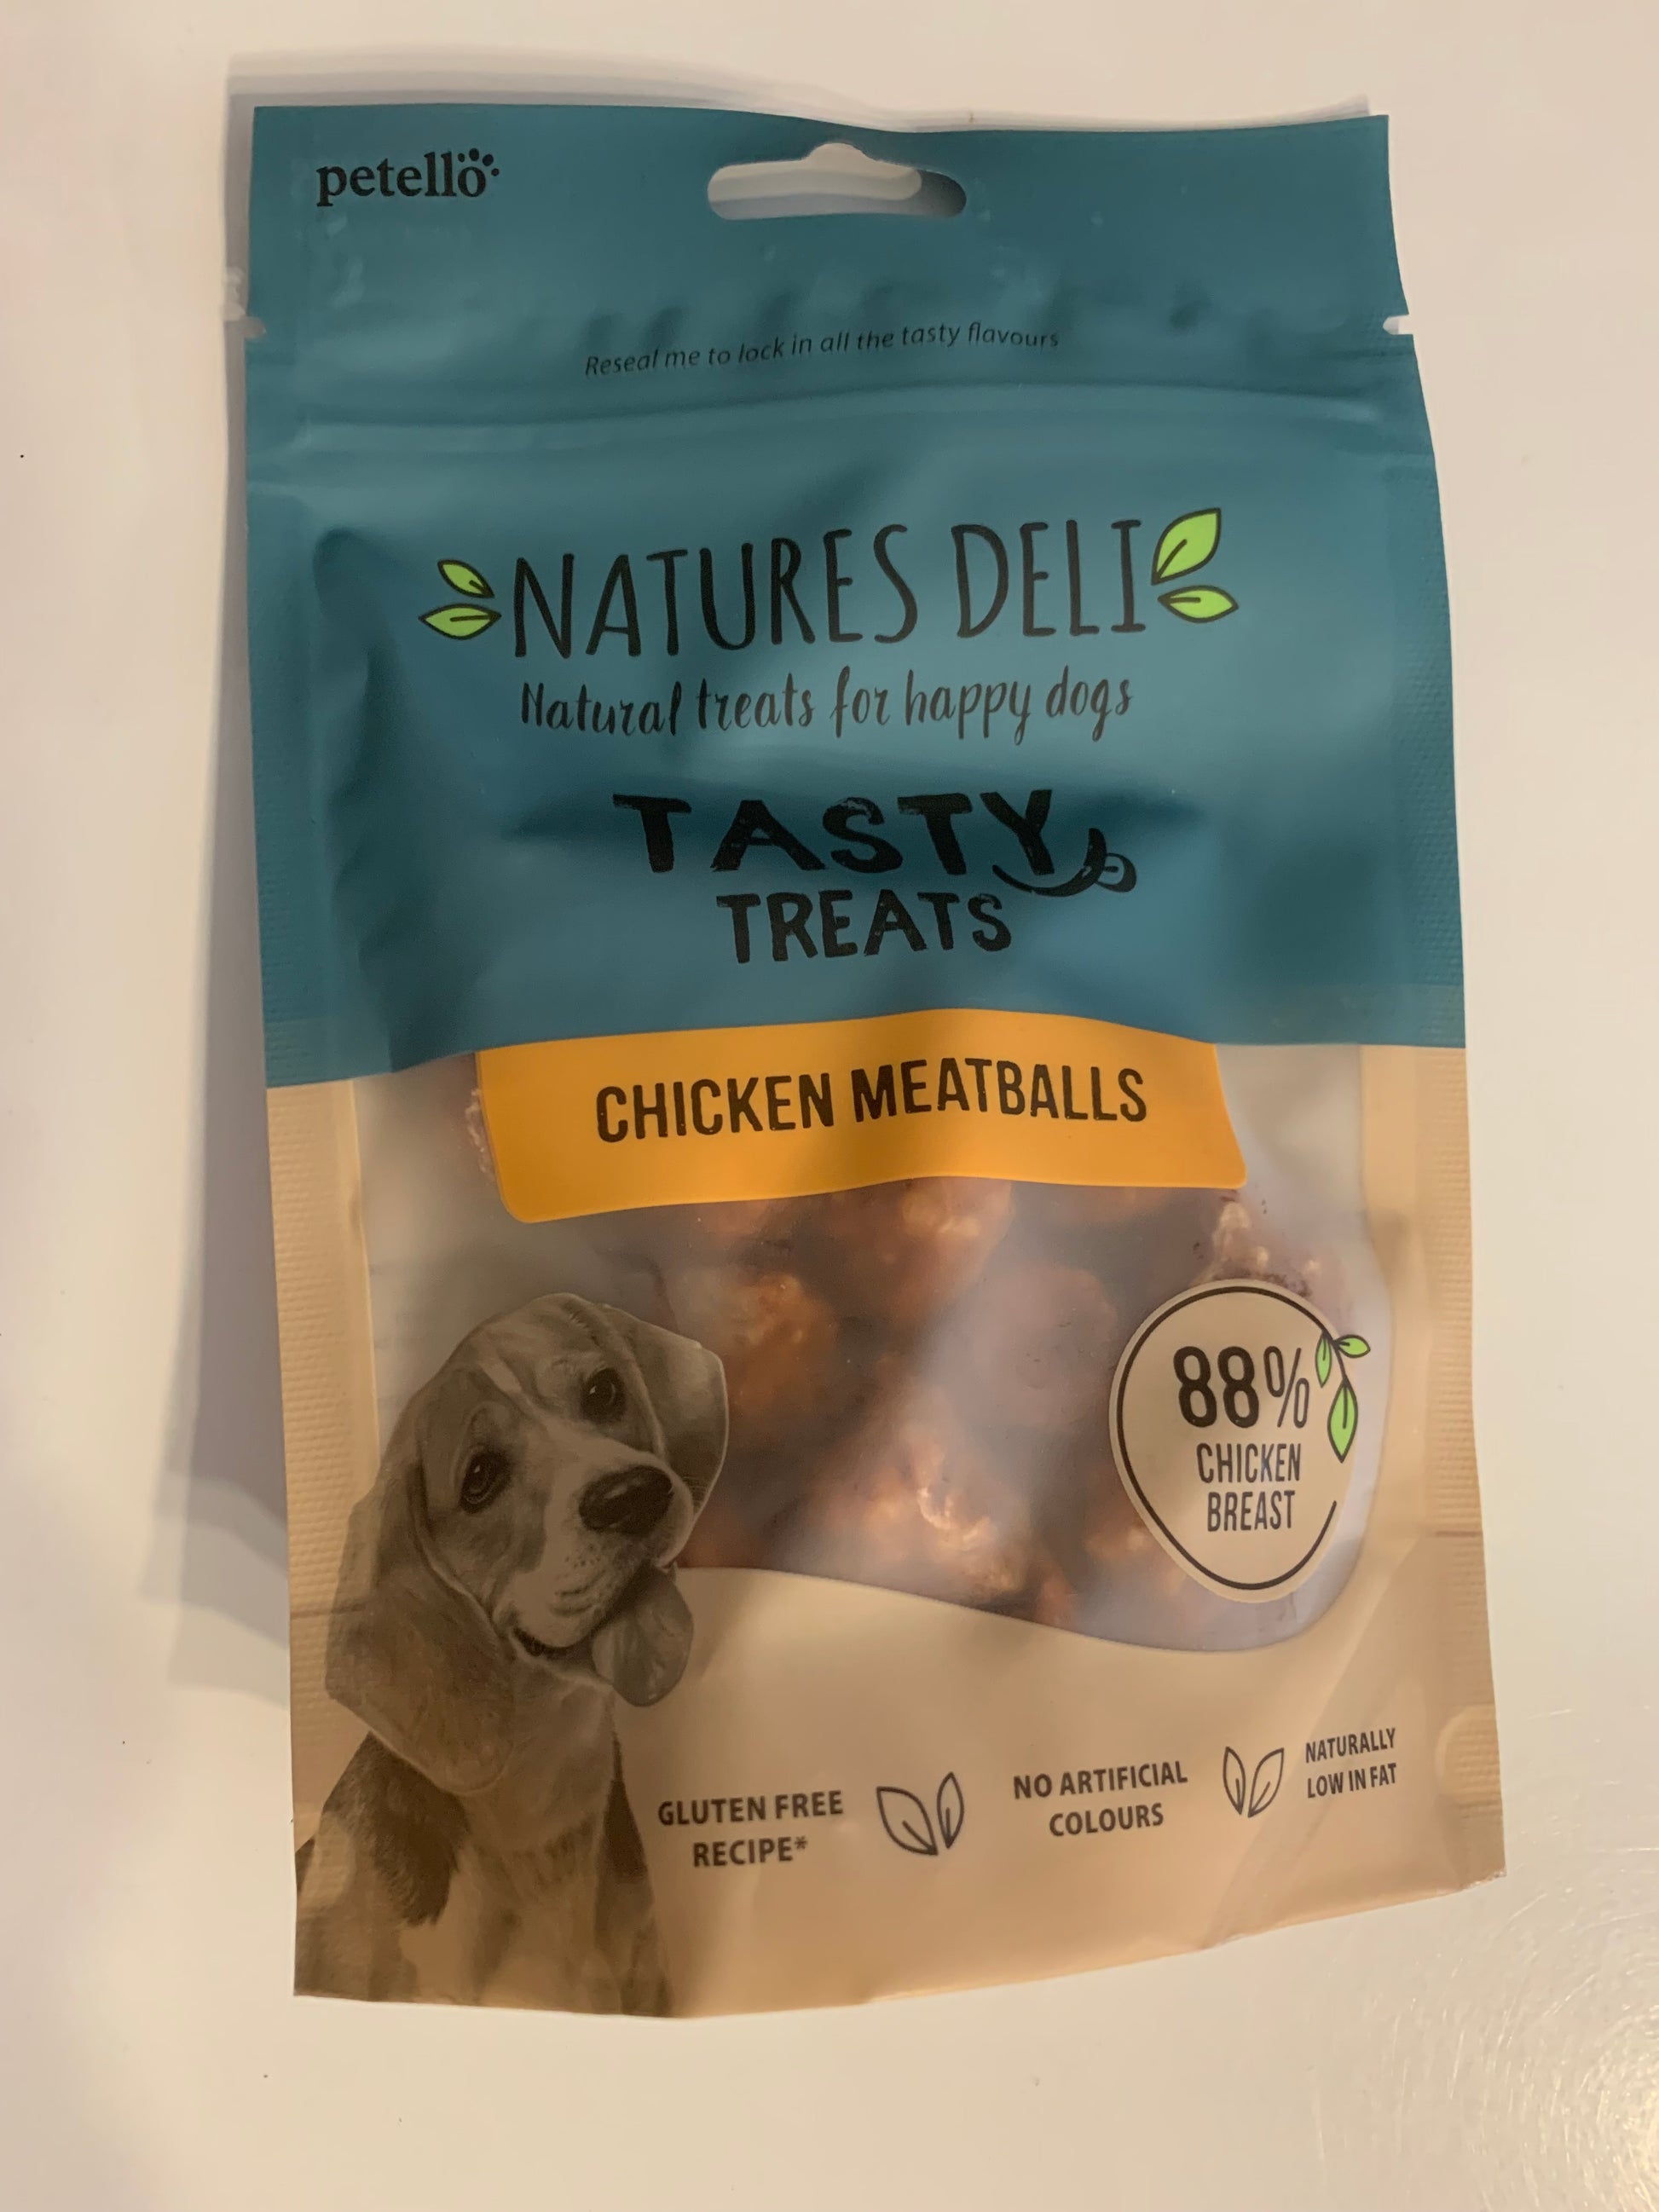 petello
Reseal me to lock in all the tasty flavours
NATURES DELI
Natural treats for happy dogs
TASTY
TREATS
CHICKEN MEATBALLS
88%
CHICKEN
BREAST
GLUTEN FREE
RECIPE*
NO ARTIFICIAL
COLOURS
NATURALLY
LOW IN FAT